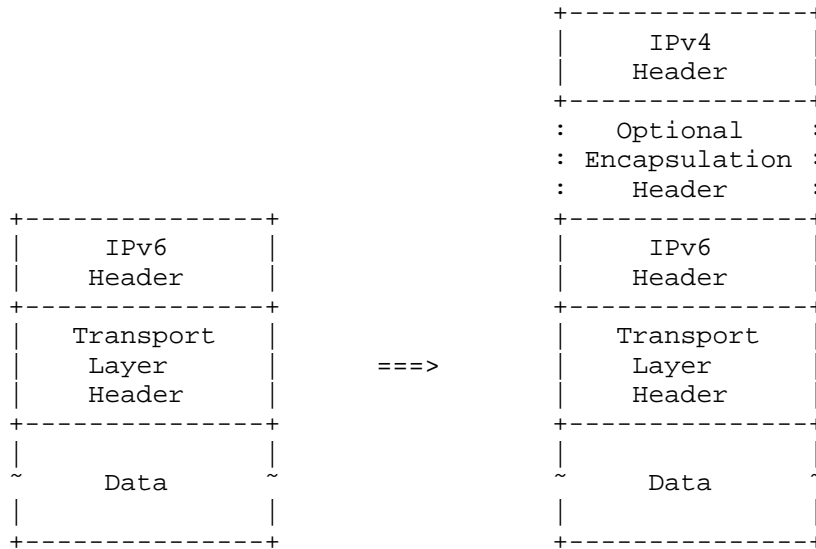 IPv4
Header
Optional
Encapsulation
Header
IPv6
Header
IPv6
Header
Transport
Layer
Header
===>
Transport
Layer
Header
Data
Data